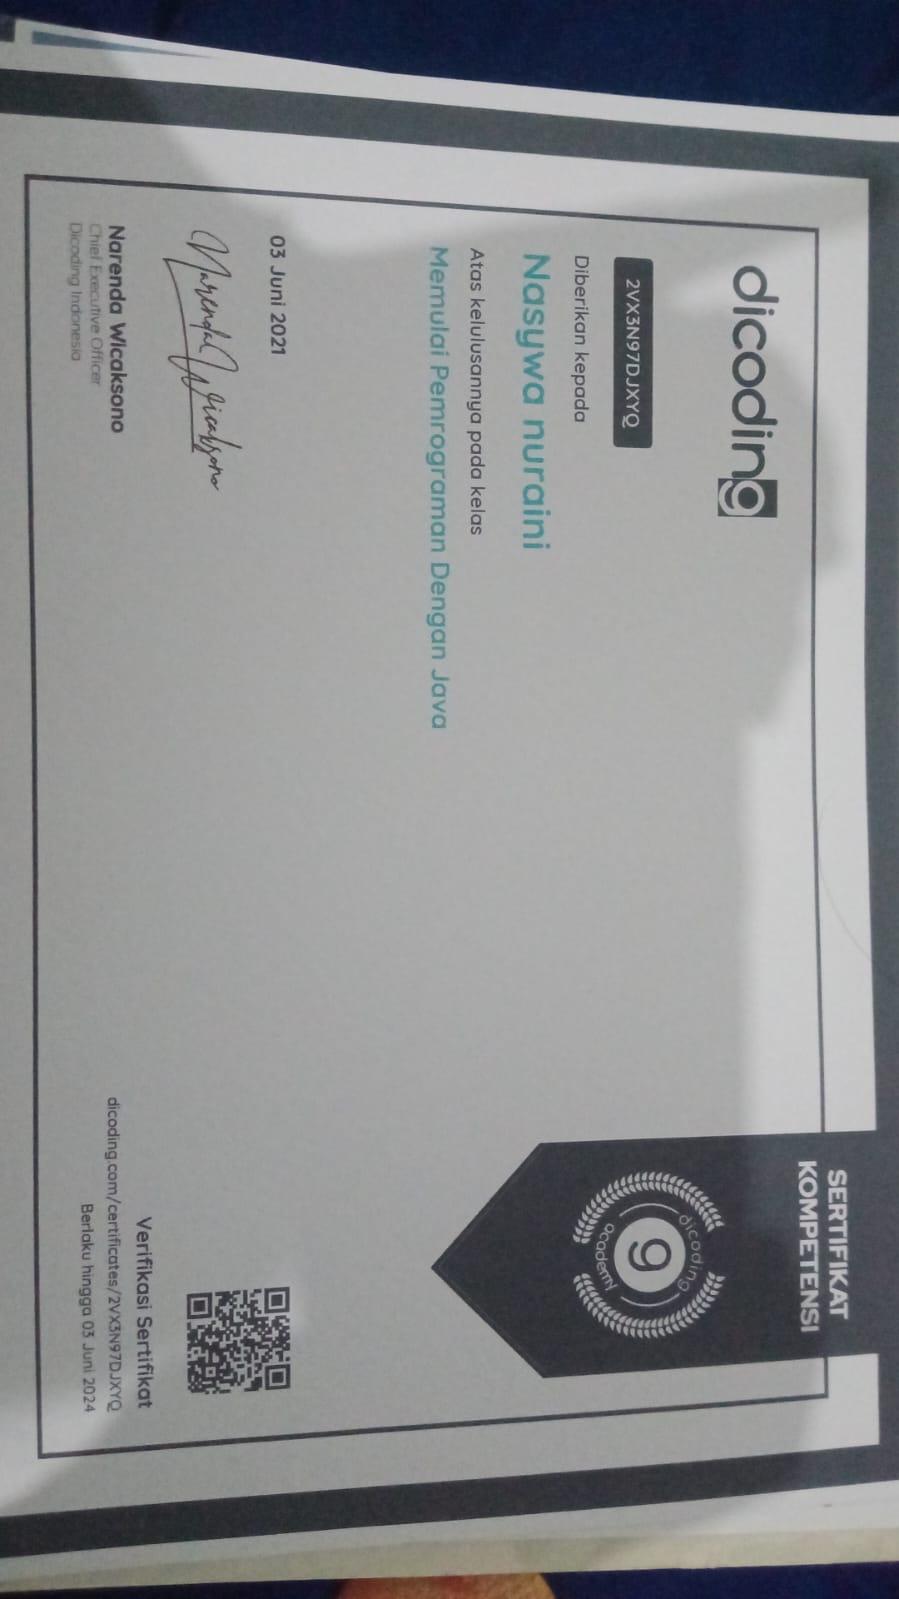 SERTIFIKAT
KOMPETENSI
dicoding
dicoding
9
academy
2VX3N97DJXYQ
Diberikan kepada
Nasywa nuraini
Atas kelulusannya pada kelas
Memulai Pemrograman Dengan Java
03 Juni 2021
Narenda Wicaksono
Narenda Wicaksono
Chief Executive Officer
Dicoding Indonesia
Verifikasi Sertifikat
dicoding.com/certificates/2VX3N97DJXYQ
Berlaku hingga 03 Juni 2024